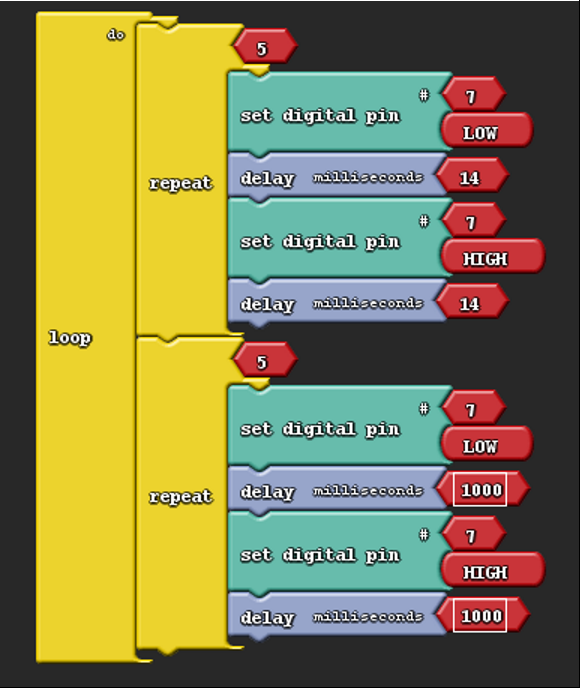 do
5
#
7
set digital pin
LOW
repeat
delay milliseconds 14
#
7
set digital pin
HIGH
delay milliseconds 14
loop
5
#
7
set digital pin
LOW
repeat
delay milliseconds 1000
#
7
set digital pin
HIGH
delay milliseconds 1000